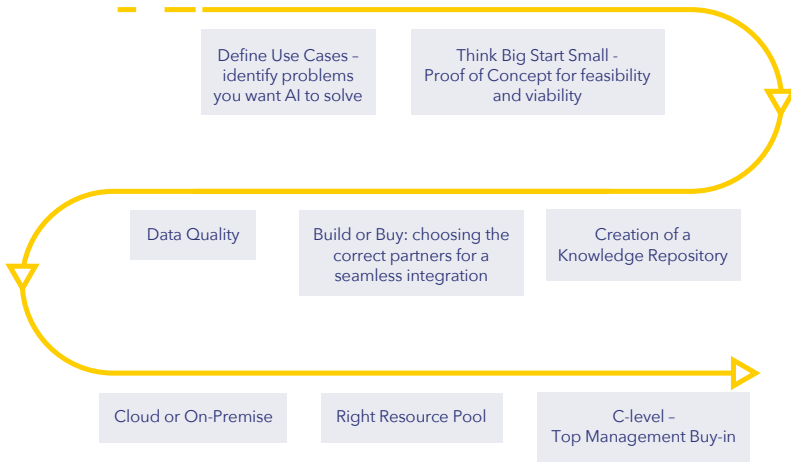 Define Use Cases –
identify problems
you want AI to solve
Think Big Start Small -
Proof of Concept for feasibility
and viability
Data Quality
Build or Buy: choosing the
correct partners for a
seamless integration
Creation of a
Knowledge Repository
Cloud or On-Premise
Right Resource Pool
C-level –
Top Management Buy-in